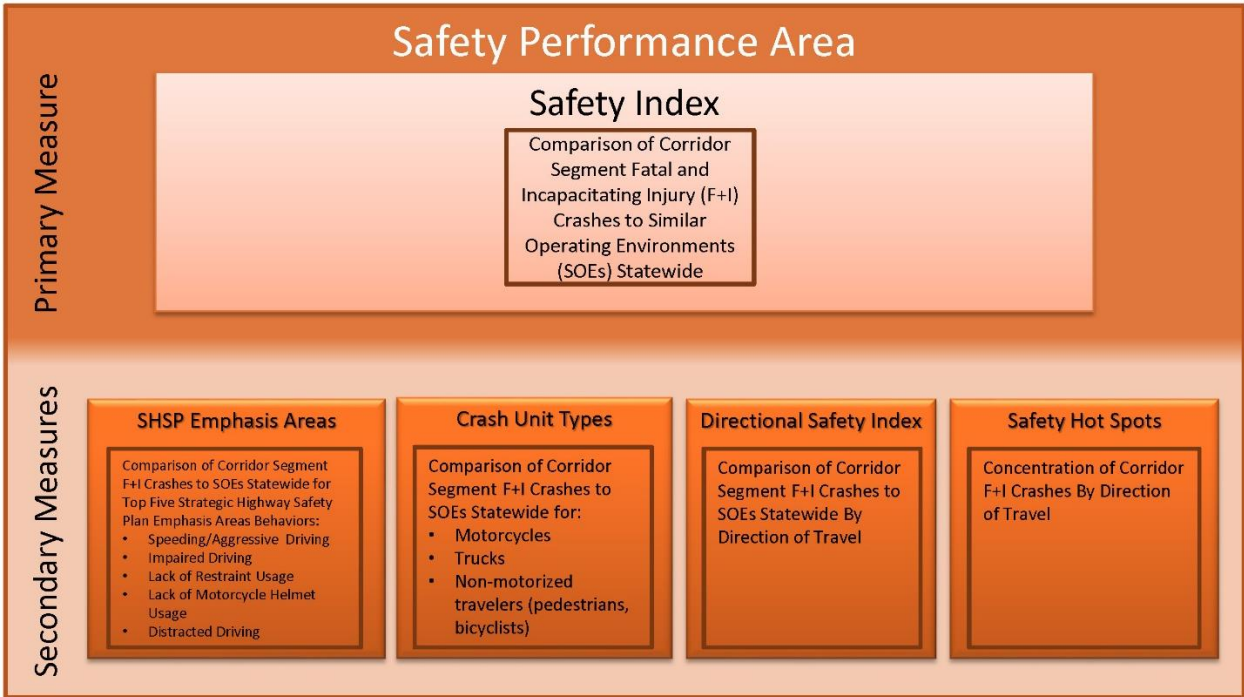 Safety Performance Area
Primary Measure
Safety Index
Comparison of Corridor
Segment Fatal and
Incapacitating Injury (F+I)
Crashes to Similar
Operating Environments
(SOEs) Statewide
Secondary Measures
SHSP Emphasis Areas
Comparison of Corridor Segment
F+I Crashes to SOEs Statewide for
Top Five Strategic Highway Safety
Plan Emphasis Areas Behaviors:
• Speeding/Aggressive Driving
• Impaired Driving
• Lack of Restraint Usage
• Lack of Motorcycle Helmet
Usage
• Distracted Driving
Crash Unit Types
Comparison of Corridor
Segment F+I Crashes to
SOEs Statewide for:
• Motorcycles
• Trucks
• Non-motorized
travelers (pedestrians,
bicyclists)
Directional Safety Index
Comparison of Corridor
Segment F+I Crashes to
SOEs Statewide By
Direction of Travel
Safety Hot Spots
Concentration of Corridor
F+I Crashes By Direction
of Travel